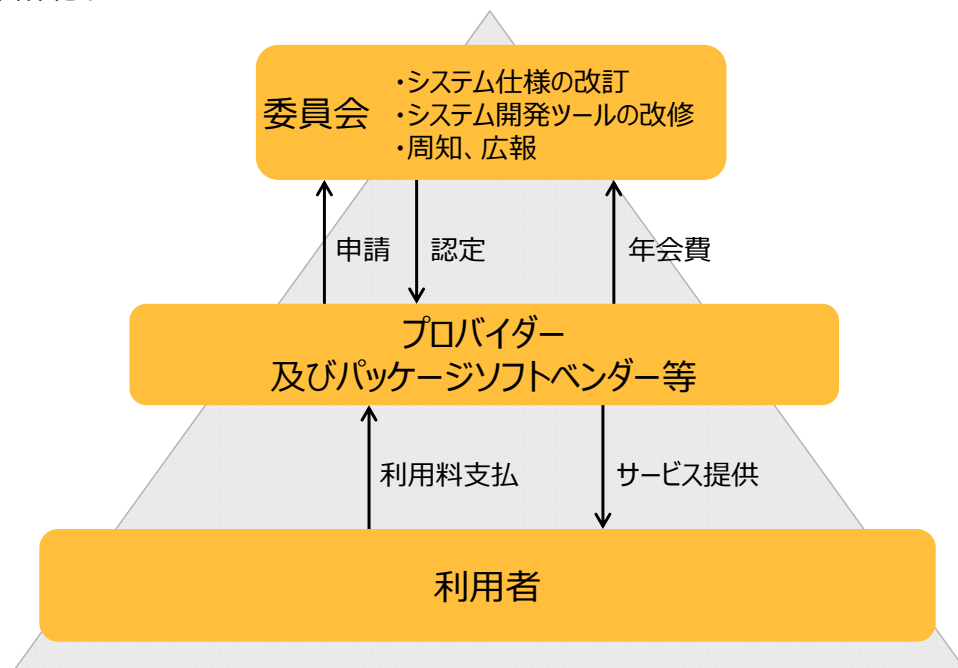 委員会
・システム仕様の改訂
・システム開発ツールの改修
・周知、広報
申請
認定
年会費
プロバイダー
及びパッケージソフトベンダー等
利用料支払
サービス提供
利用者